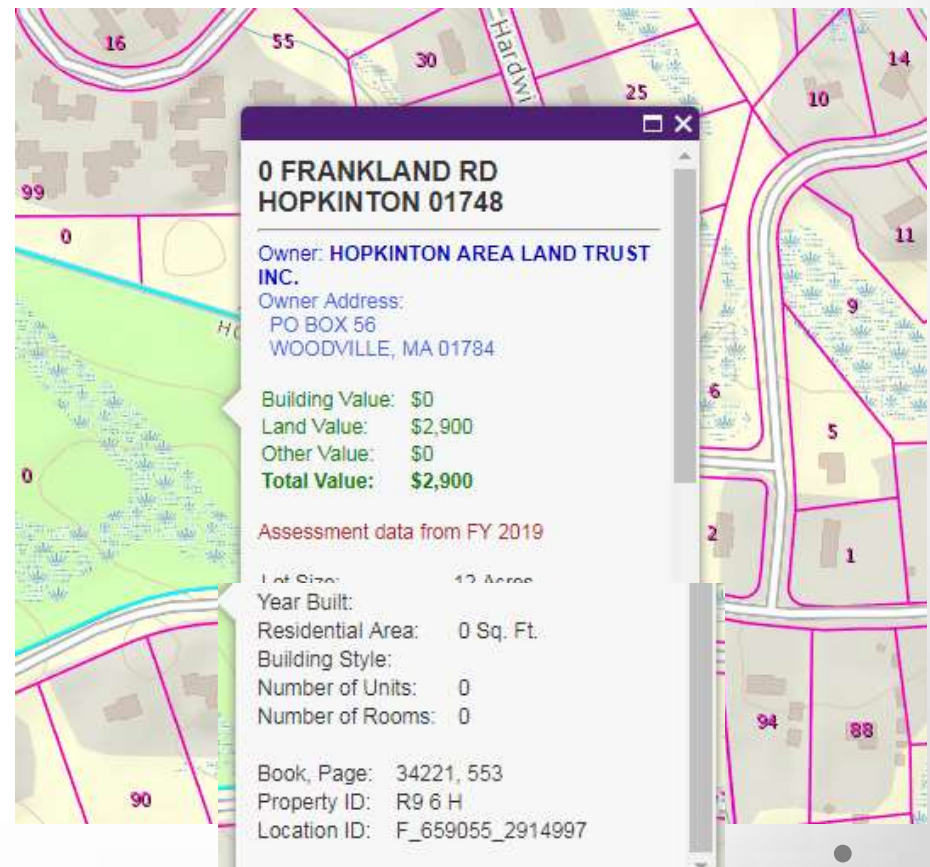 16
55
30
Hardwi
25
14
10
99
0
11
9
6
5
0
2
1
94
88
90
0 FRANKLAND RD
HOPKINTON 01748
Owner: HOPKINTON AREA LAND TRUST
INC.
Owner Address:
PO BOX 56
WOODVILLE, MA 01784
Building Value: $0
Land Value: $2,900
Other Value: $0
Total Value: $2,900
Assessment data from FY 2019
Lot Size: 12 Acres
Year Built:
Residential Area: 0 Sq. Ft.
Building Style:
Number of Units: 0
Number of Rooms: 0
Book, Page: 34221, 553
Property ID: R9 6 H
Location ID: F_659055_2914997